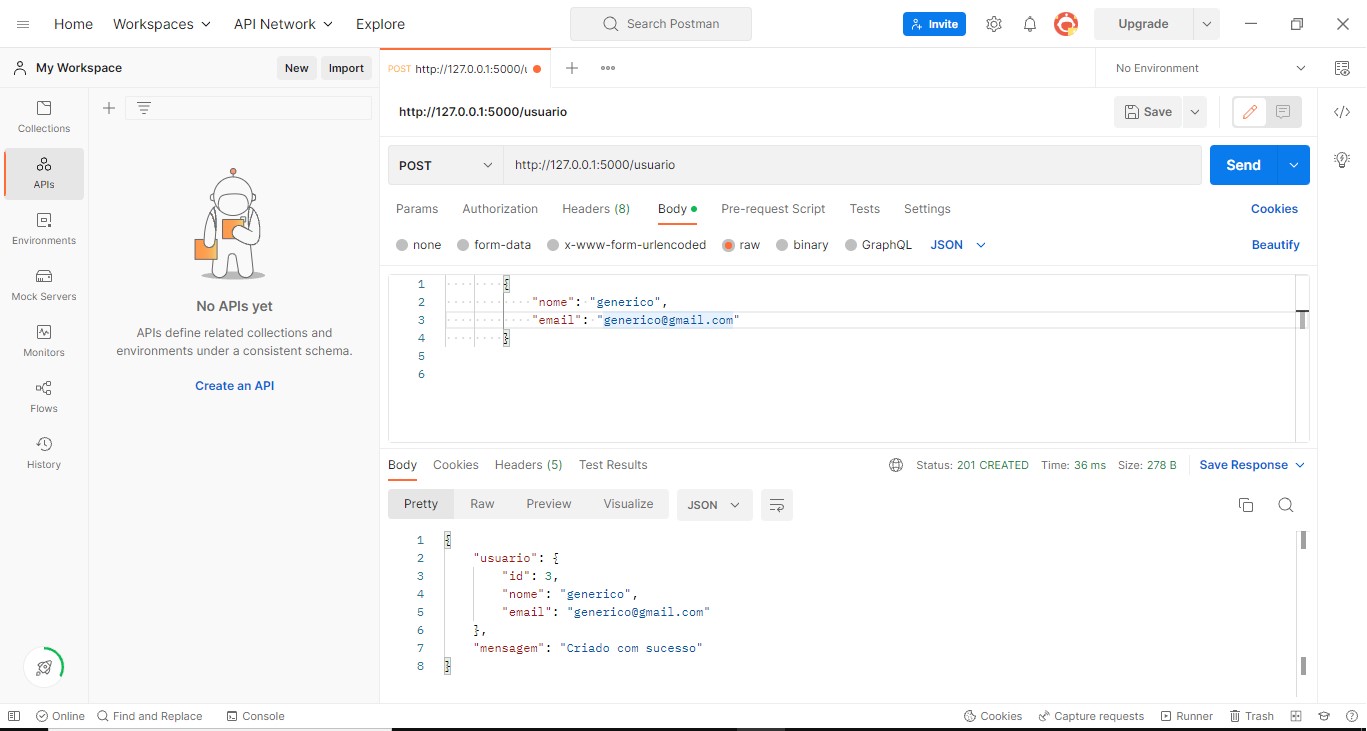 Home Workspaces API Network Explore Search Postman Invite Upgrade
My Workspace New Import POST http://127.0.0.1:5000/u No Environment
http://127.0.0.1:5000/usuario Save
Collections
APIs
Environments
Mock Servers
Monitors
Flows
History
No APIs yet
APIs define related collections and
environments under a consistent schema.
Create an API
POST http://127.0.0.1:5000/usuario Send
Params Authorization Headers (8) Body Pre-request Script Tests Settings Cookies
none form-data x-www-form-urlencoded raw binary GraphQL JSON Beautify
1 {
2 "nome": "generico",
3 "email": "generico@gmail.com"
4 }
5
6
Body Cookies Headers (5) Test Results Status: 201 CREATED Time: 36 ms Size: 278 B Save Response
Pretty Raw Preview Visualize JSON
1 {
2 "usuario": {
3 "id": 3,
4 "nome": "generico",
5 "email": "generico@gmail.com"
6 },
7 "mensagem": "Criado com sucesso"
8 }
Online Find and Replace Console Cookies Capture requests Runner Trash